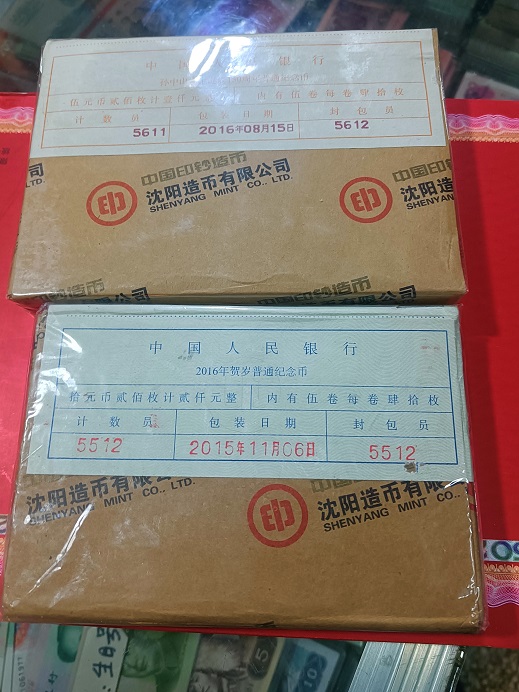 中国 民银行
普通纪念币
伍元币贰佰枚计壹仟元整 内有伍卷每卷肆拾枚
计数员 包装日期 封包员
5611 2016年08月15日 5612
中国印钞造币
沈阳造币有限公司
SHENYANG MINT CO., LTD.
LTD.
沈阳造币有限公司
SHENYANG MINT
中国印钞造币
中国人民银行
2016年贺岁普通纪念币
拾元币贰佰枚计贰仟元整 内有伍卷每卷肆拾枚
计数员 包装日期 封包员
5512 2015年11月06日 5512
沈阳造币有限公司
SHENYANG MINT CO., LTD.
沈阳造币有
SHENYANG MINT CO.,